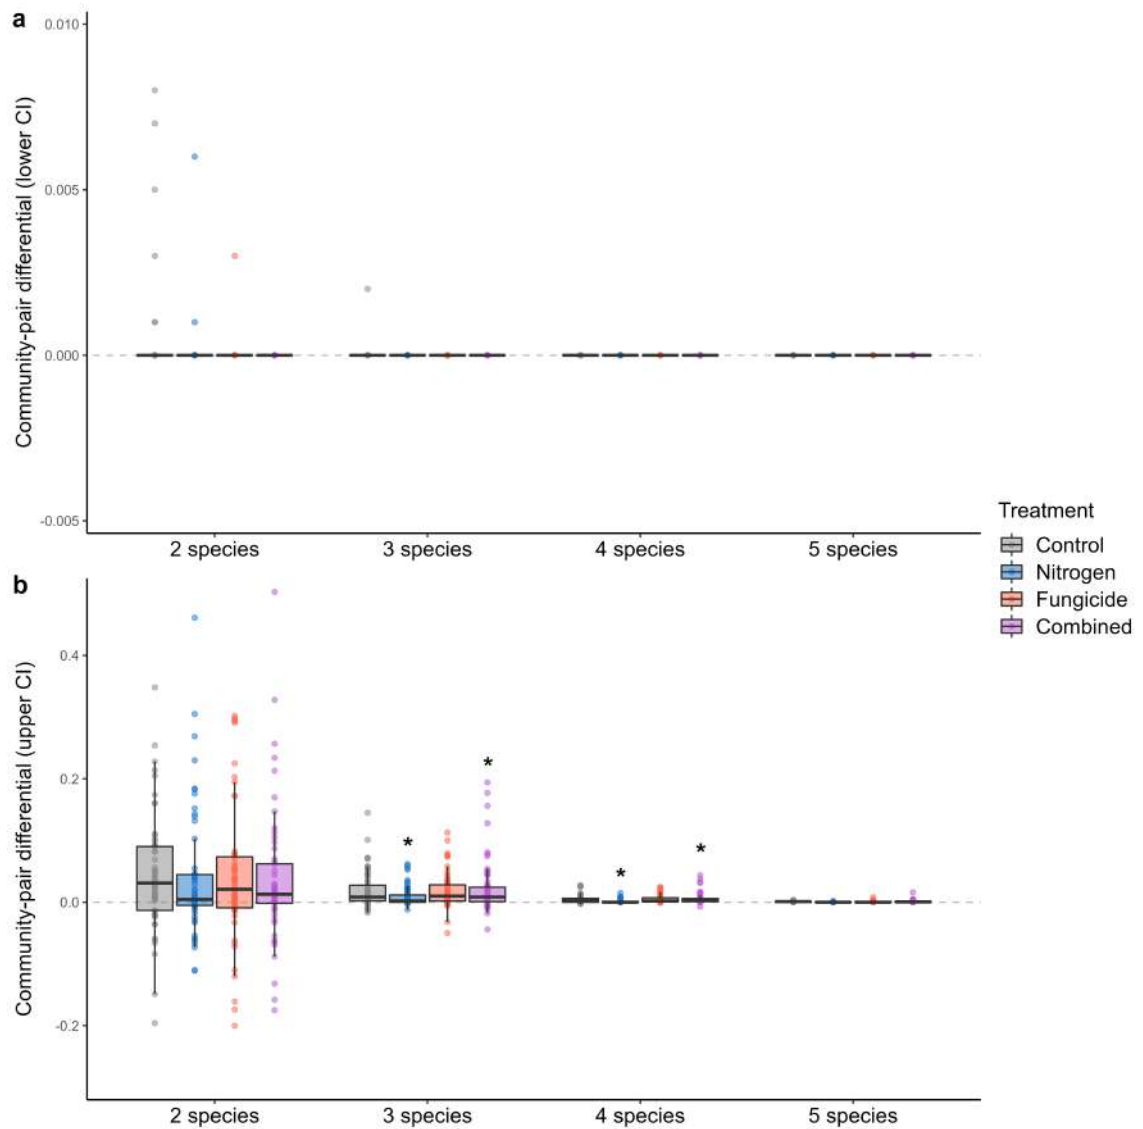 a
Community-pair differential (lower CI)
0.010
0.005
0.000
-0.005
2 species 3 species 4 species 5 species
b
Community-pair differential (upper CI)
0.4
0.2
0.0
-0.2
* * * *
2 species 3 species 4 species 5 species
Treatment
Control
Nitrogen
Fungicide
Combined